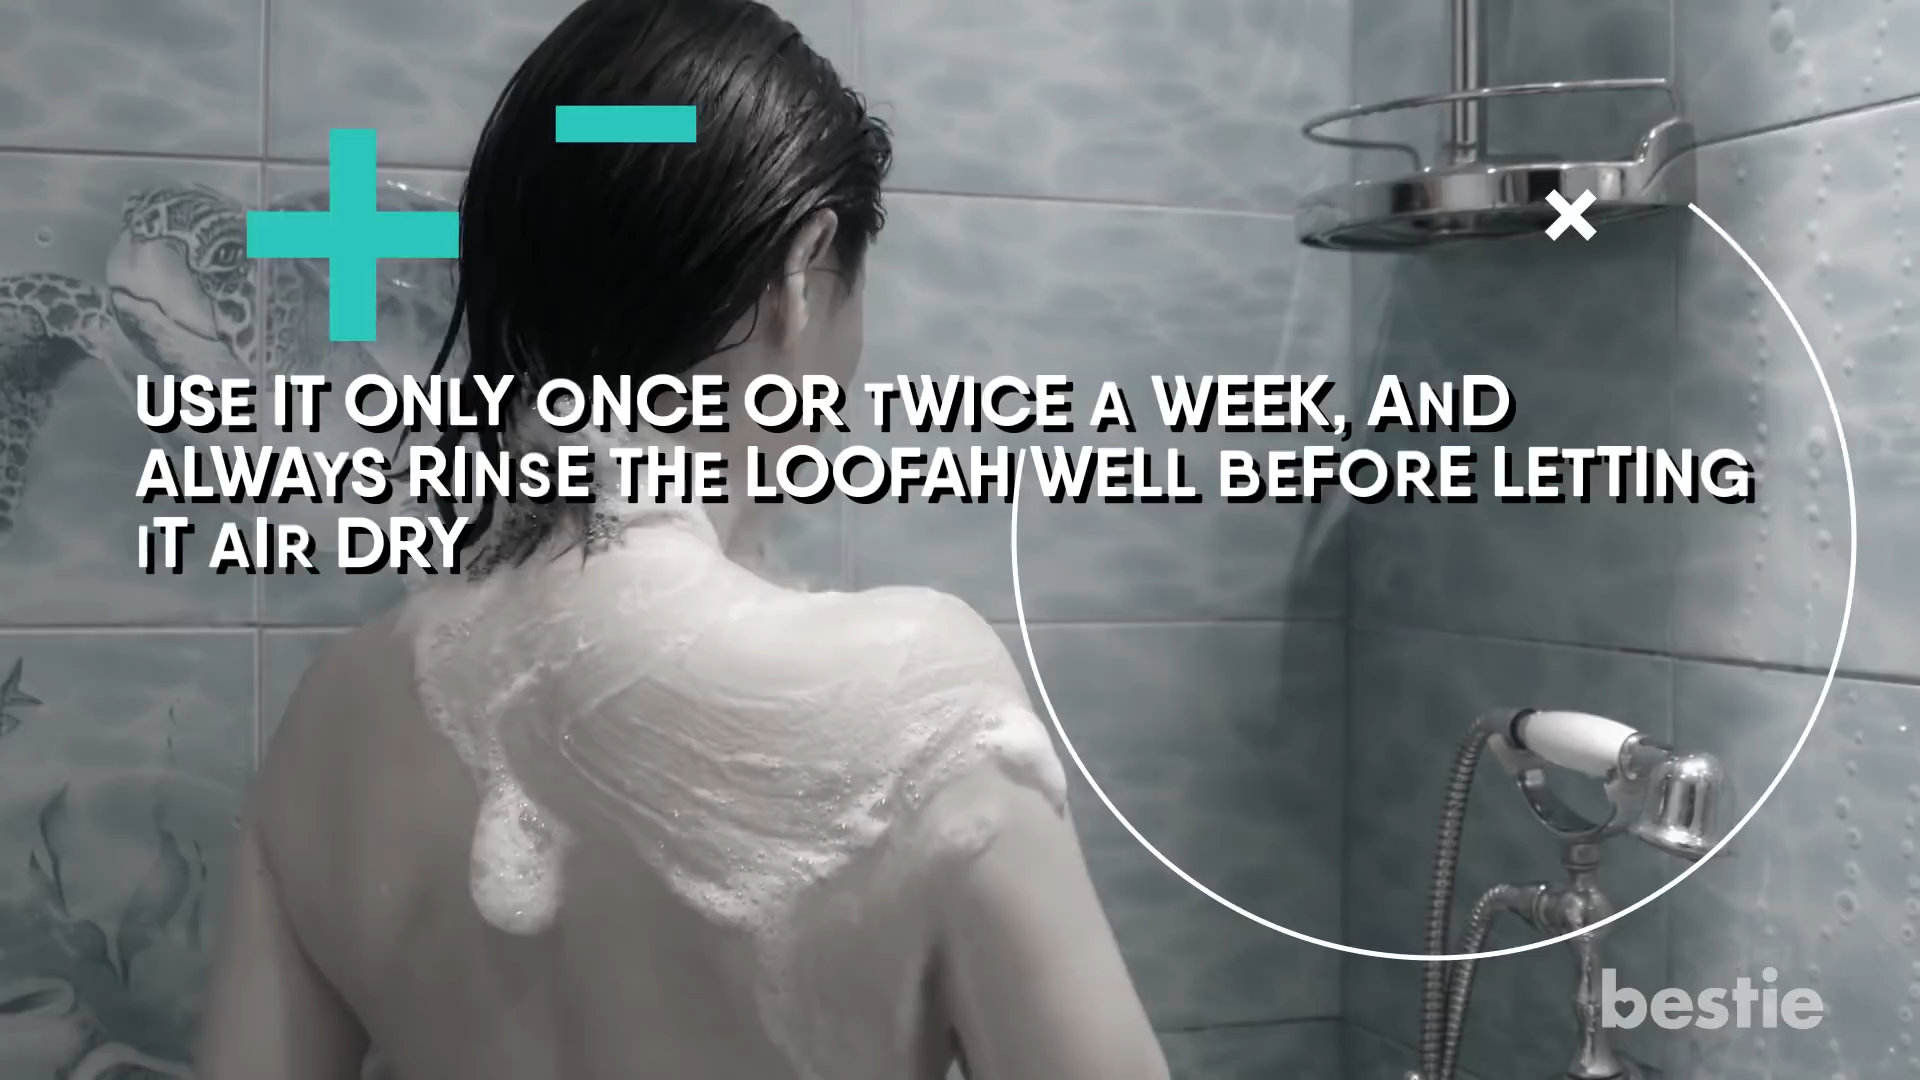 USE IT ONLY ONCE OR TWICE A WEEK, AND
ALWAYS RINSE THE LOOFAH WELL BEFORE LETTING
IT AIR DRY
bestie